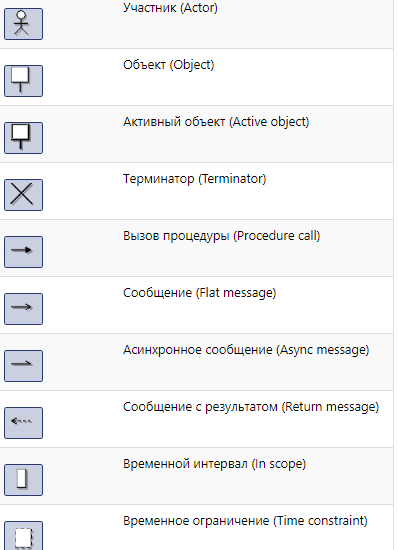 Участник (Actor)
Объект (Object)
Активный объект (Active object)
Терминатор (Terminator)
Вызов процедуры (Procedure call)
Сообщение (Flat message)
Асинхронное сообщение (Async message)
Сообщение с результатом (Return message)
Временной интервал (In scope)
Временное ограничение (Time constraint)